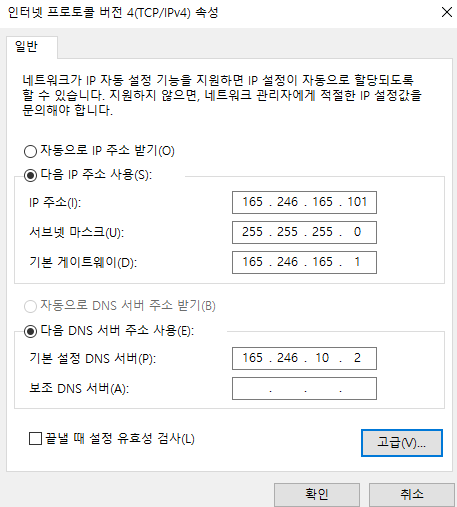 인터넷 프로토콜 버전 4(TCP/IPv4) 속성
일반
네트워크가 IP 자동 설정 기능을 지원하면 IP 설정이 자동으로 할당되도록
할 수 있습니다. 지원하지 않으면, 네트워크 관리자에게 적절한 IP 설정값을
문의해야 합니다.
자동으로 IP 주소 받기(O)
다음 IP 주소 사용(S):
IP 주소(I): 165 . 246 . 165 . 101
서브넷 마스크(U): 255 . 255 . 255 . 0
기본 게이트웨이(D): 165 . 246 . 165 . 1
자동으로 DNS 서버 주소 받기(B)
다음 DNS 서버 주소 사용(E):
기본 설정 DNS 서버(P): 165 . 246 . 10 . 2
보조 DNS 서버(A): . . .
끝낼 때 설정 유효성 검사(L) 고급(V)...
확인 취소